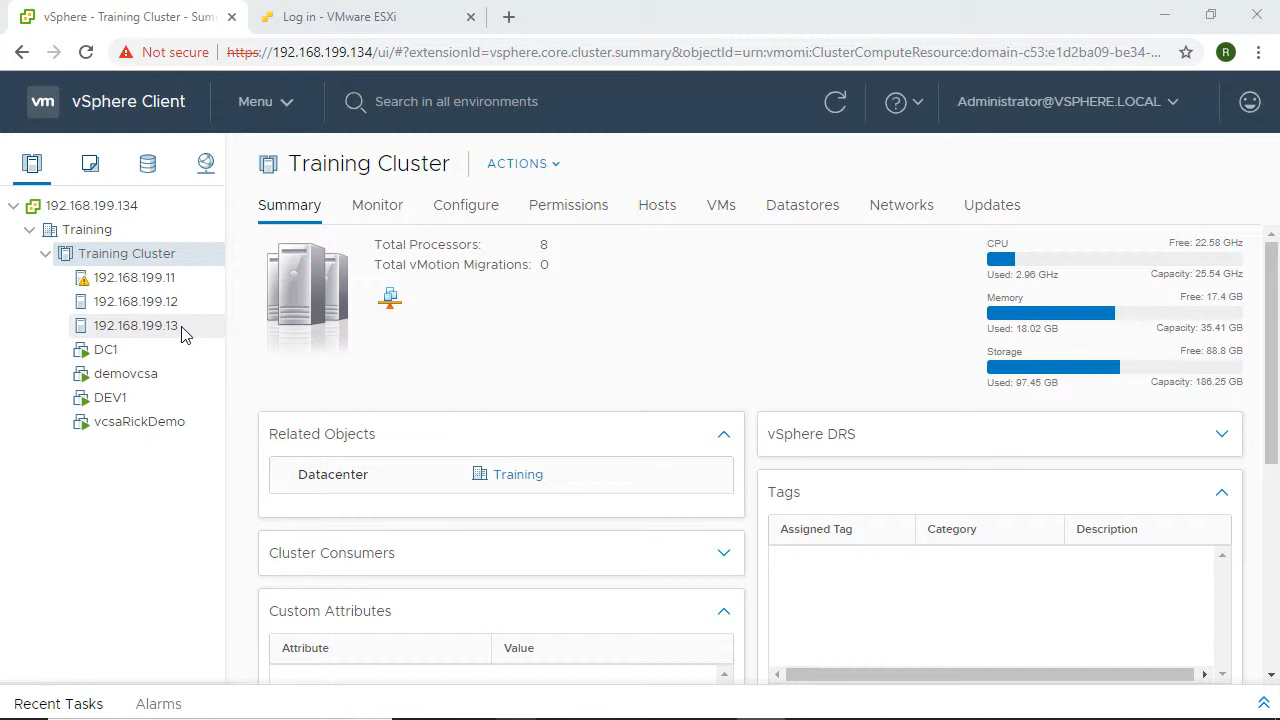 vSphere - Training Cluster - Sum
Log in - VMware ESXi
Not secure
https://192.168.199.134/ui/#?extensionId=vsphere.core.cluster.summary&objectId=urn:vmomi:ClusterComputeResource:domain-c53:e1d2ba09-be34-...
R
vm vSphere Client
Menu
Search in all environments
?
Administrator@VSPHERE.LOCAL
192.168.199.134
Training
Training Cluster
192.168.199.11
192.168.199.12
192.168.199.13
DC1
demovcsa
DEV1
vcsaRickDemo
Training Cluster
ACTIONS
Summary Monitor Configure Permissions Hosts VMs Datastores Networks Updates
Total Processors: 8
Total vMotion Migrations: 0
CPU Free: 22.58 GHz
Used: 2.96 GHz Capacity: 25.54 GHz
Memory Free: 17.4 GB
Used: 18.02 GB Capacity: 35.41 GB
Storage Free: 88.8 GB
Used: 97.45 GB Capacity: 186.25 GB
Related Objects
Datacenter Training
Cluster Consumers
Custom Attributes
Attribute Value
vSphere DRS
Tags
Assigned Tag Category Description
Recent Tasks Alarms